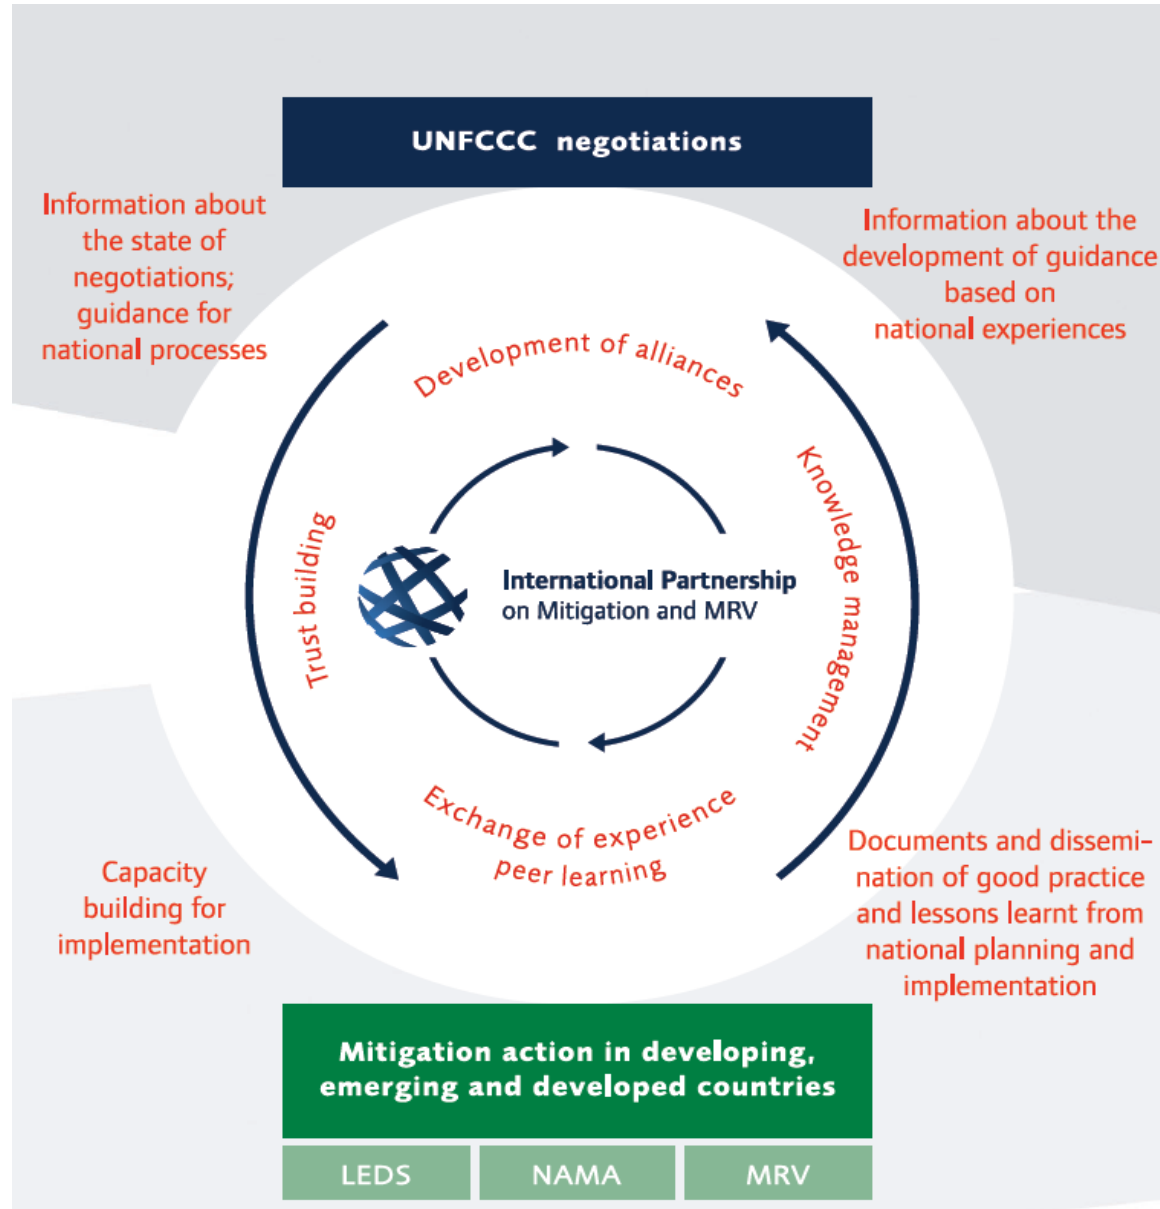 UNFCCC negotiations
Information about
the state of
negotiations;
guidance for
national processes
Information about the
development of guidance
based on
national experiences
Development of alliances
Knowledge management
Trust building
International Partnership
on Mitigation and MRV
Exchange of experience
peer learning
Capacity
building for
implementation
Documents and dissemi-
nation of good practice
and lessons learnt from
national planning and
implementation
Mitigation action in developing,
emerging and developed countries
LEDS
NAMA
MRV